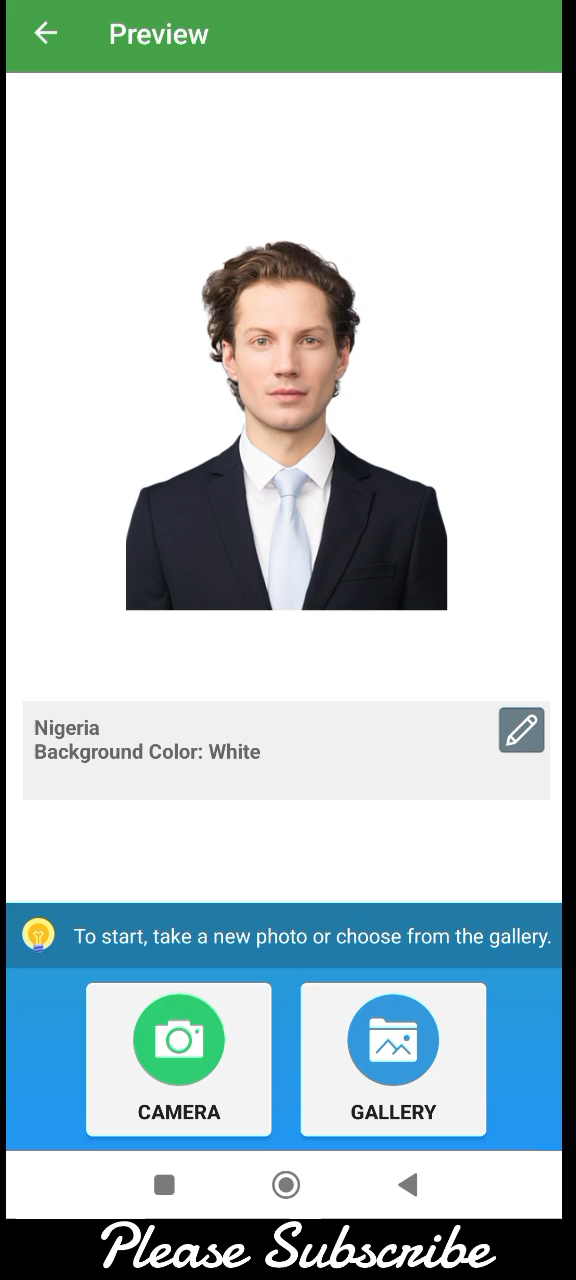 Preview
Nigeria
Background Color: White
To start, take a new photo or choose from the gallery.
CAMERA
GALLERY
Please Subscribe